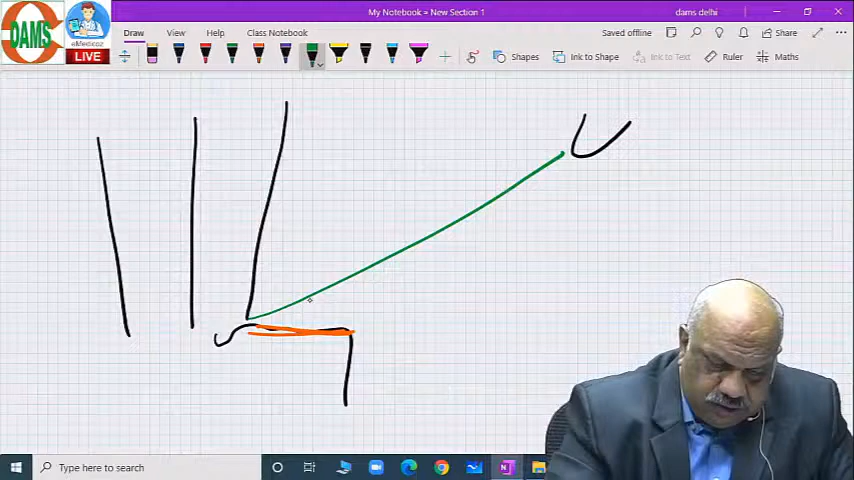 My Notebook = New Section 1
dams delhi
DAMS
eMedicoz
LIVE
Draw
View
Help
Class Notebook
Saved offline
Share
Shapes
Ink to Shape
Ink to Text
Ruler
Maths
Type here to search